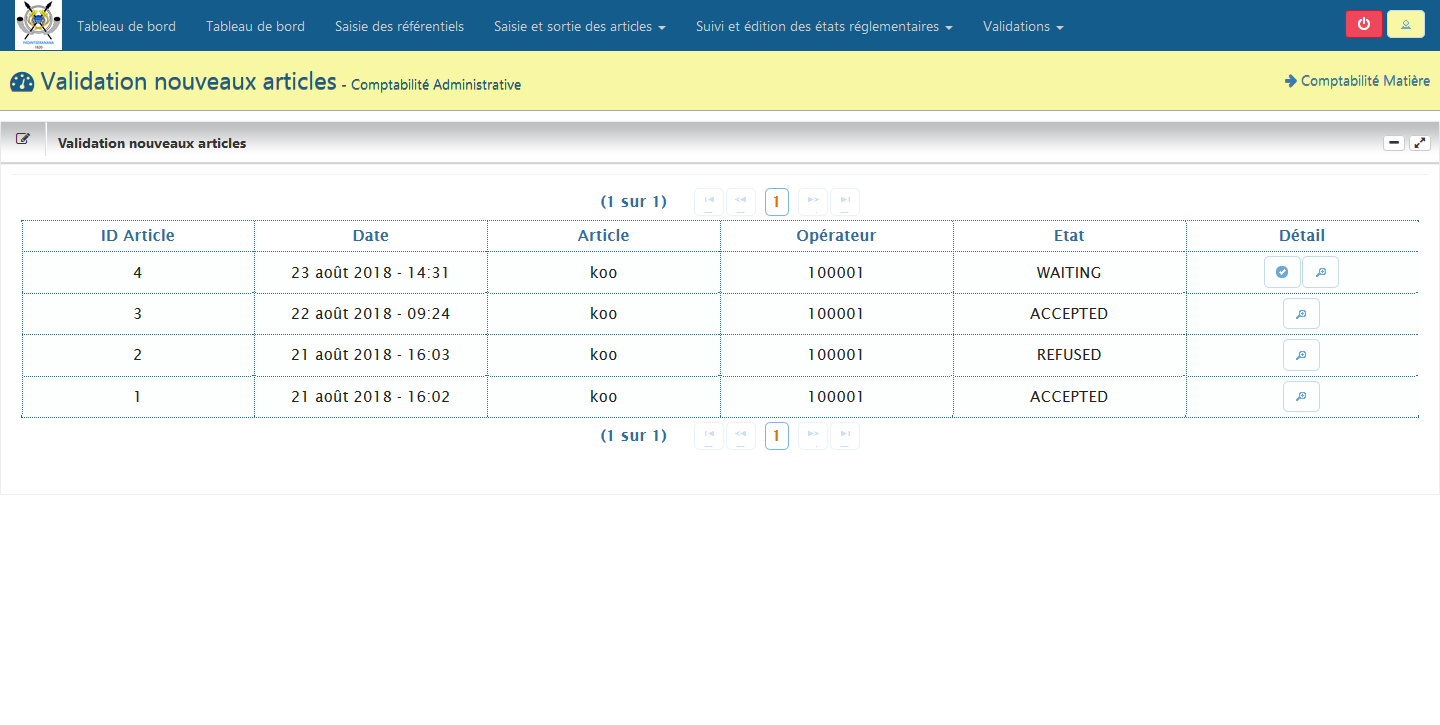 Tableau de bord Tableau de bord Saisie des référentiels Saisie et sortie des articles Suivi et édition des états réglementaires Validations
Validation nouveaux articles - Comptabilité Administrative Comptabilité Matière
Validation nouveaux articles
(1 sur 1) 1
ID Article Date Article Opérateur Etat Détail
4 23 août 2018 - 14:31 koo 100001 WAITING
3 22 août 2018 - 09:24 koo 100001 ACCEPTED
2 21 août 2018 - 16:03 koo 100001 REFUSED
1 21 août 2018 - 16:02 koo 100001 ACCEPTED
(1 sur 1) 1